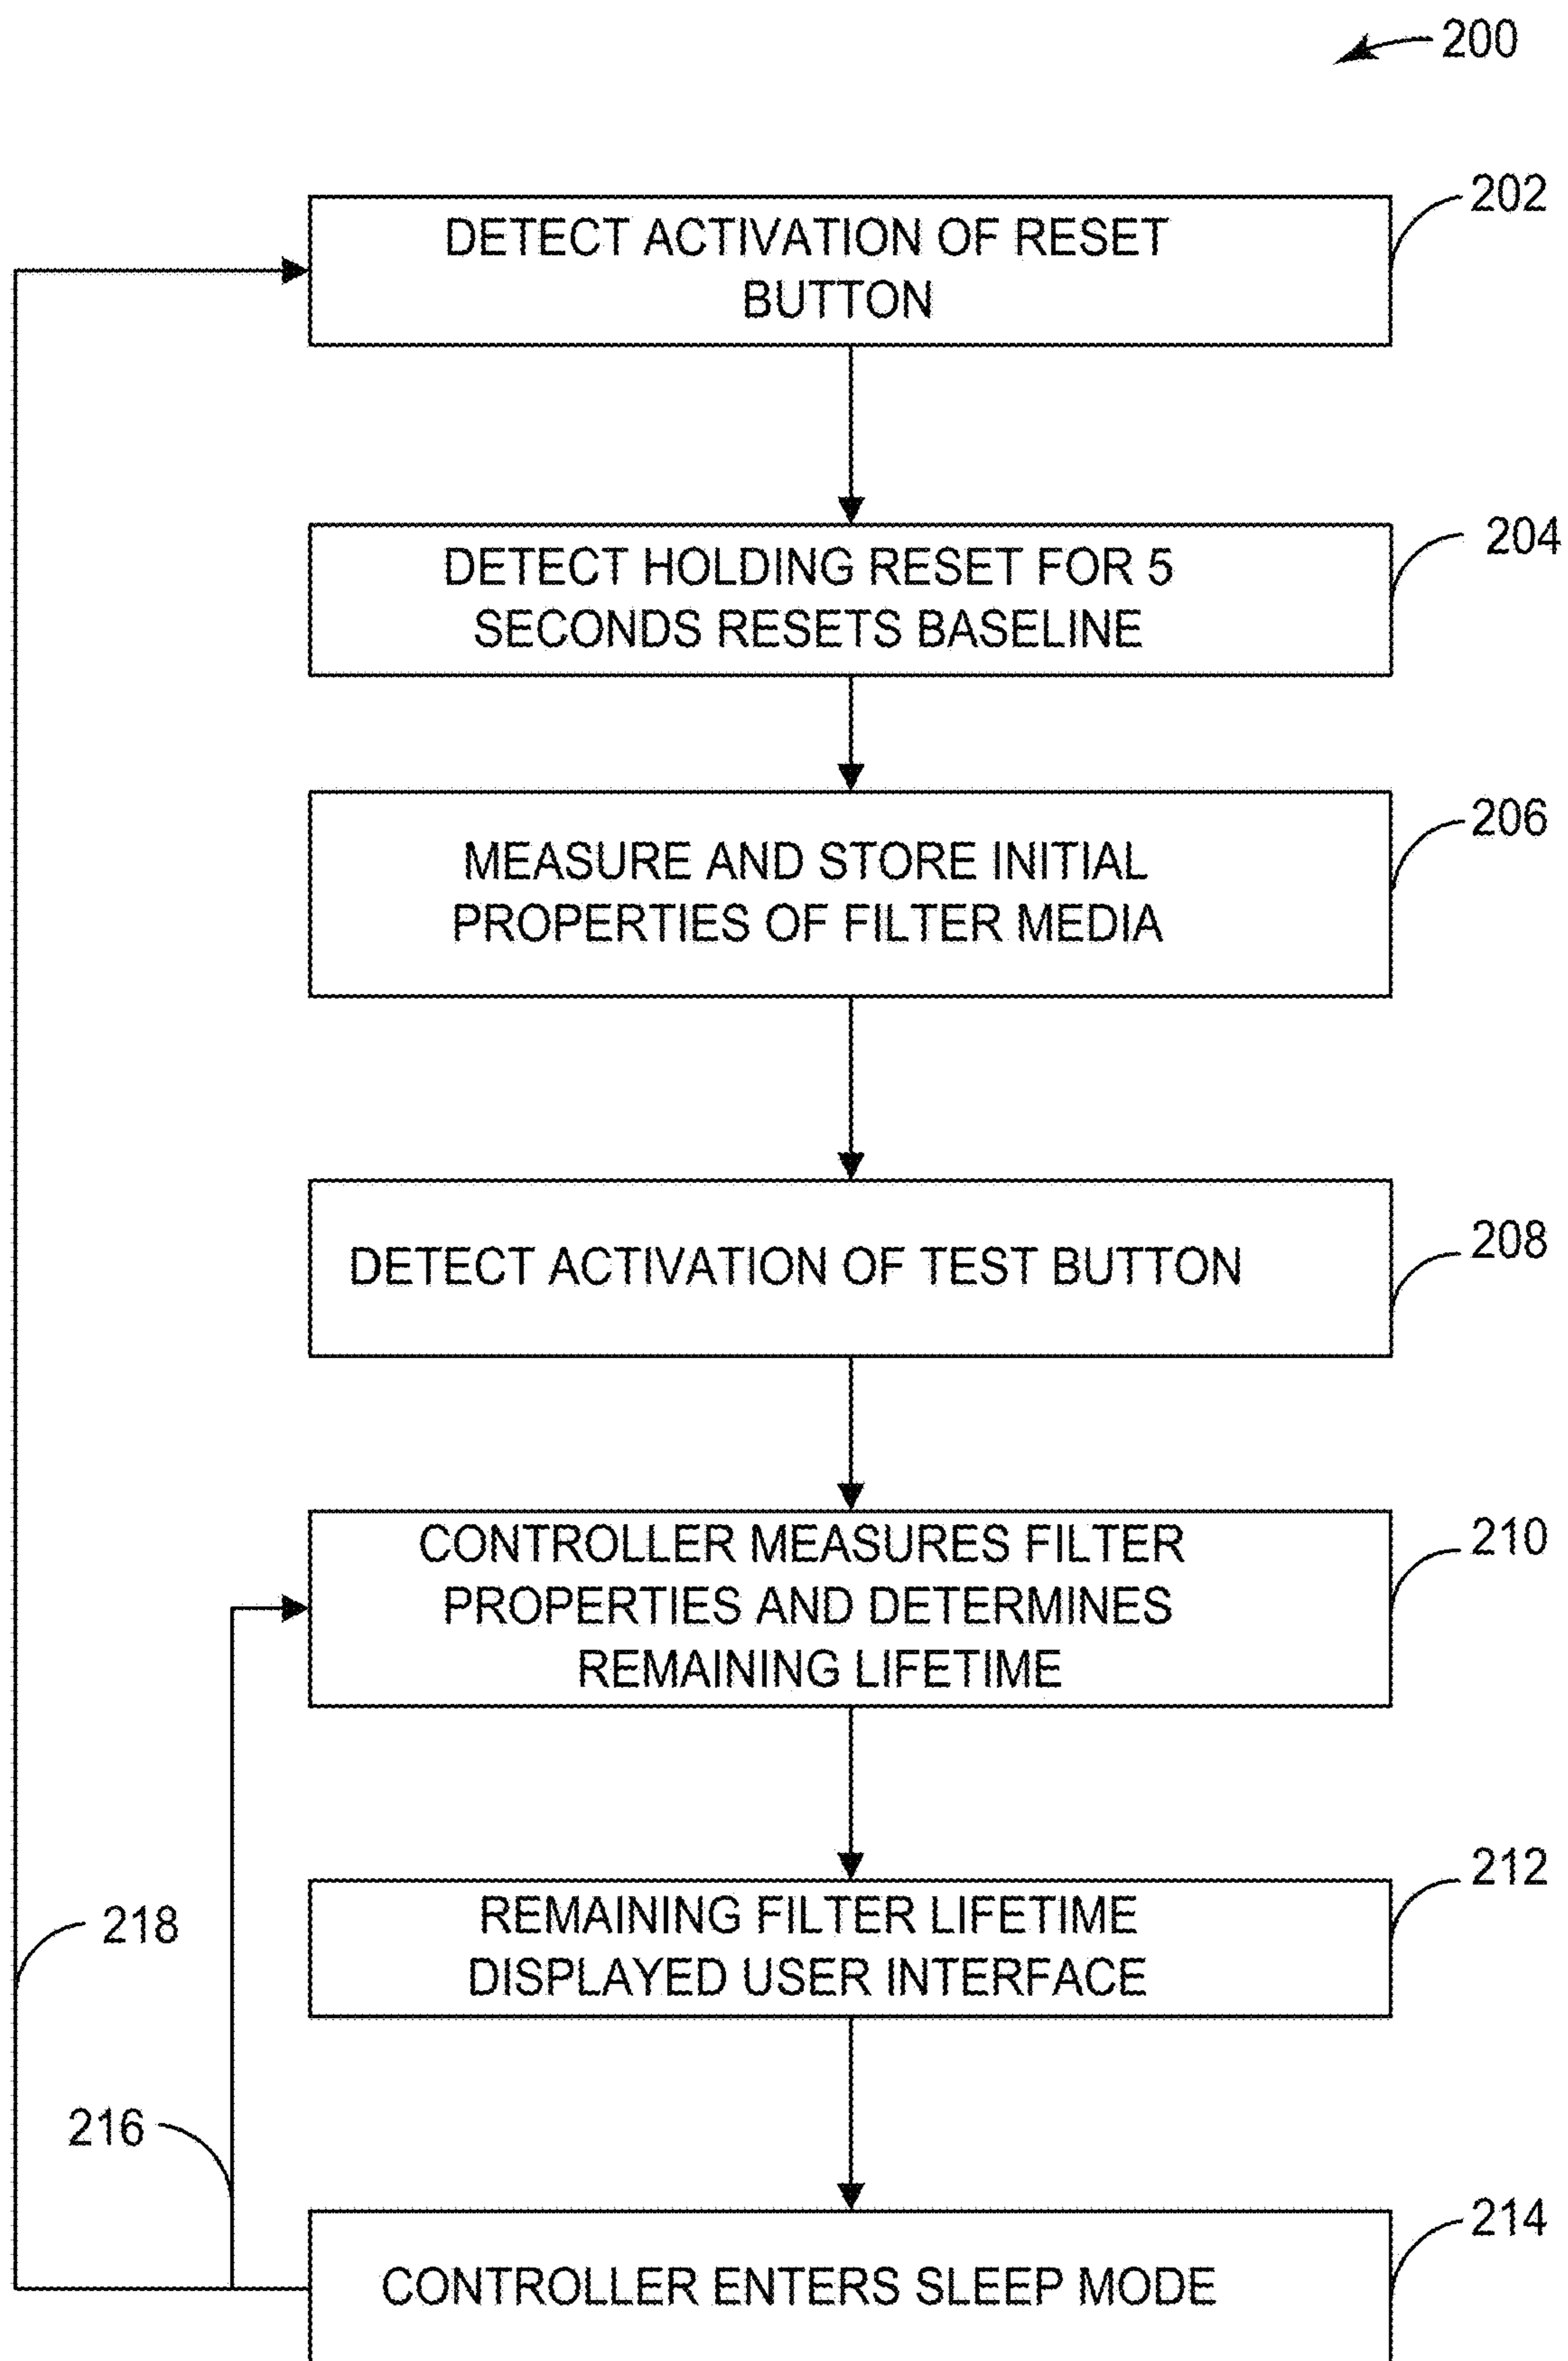 200
202
DETECT ACTIVATION OF RESET
BUTTON
204
DETECT HOLDING RESET FOR 5
SECONDS RESETS BASELINE
206
MEASURE AND STORE INITIAL
PROPERTIES OF FILTER MEDIA
208
DETECT ACTIVATION OF TEST BUTTON
210
CONTROLLER MEASURES FILTER
PROPERTIES AND DETERMINES
REMAINING LIFETIME
212
REMAINING FILTER LIFETIME
DISPLAYED USER INTERFACE
218
216
214
CONTROLLER ENTERS SLEEP MODE